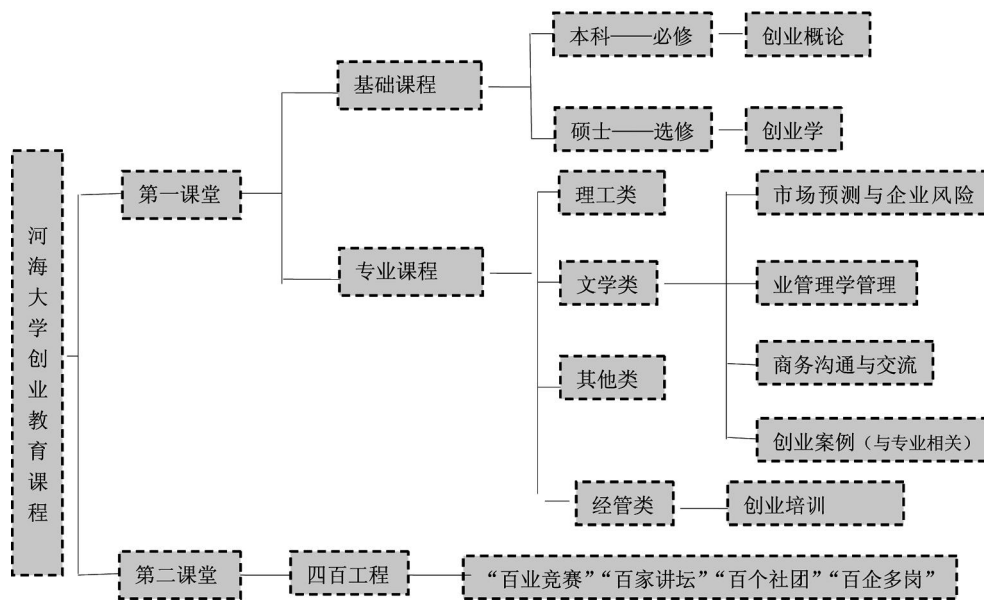 河海大学创业教育课程
第一课堂
基础课程
本科——必修
创业概论
硕士——选修
创业学
专业课程
理工类
文学类
市场预测与企业风险
业管理学管理
商务沟通与交流
创业案例（与专业相关）
其他类
经管类
创业培训
第二课堂
四百工程
“百业竞赛”“百家讲坛”“百个社团”“百企多岗”